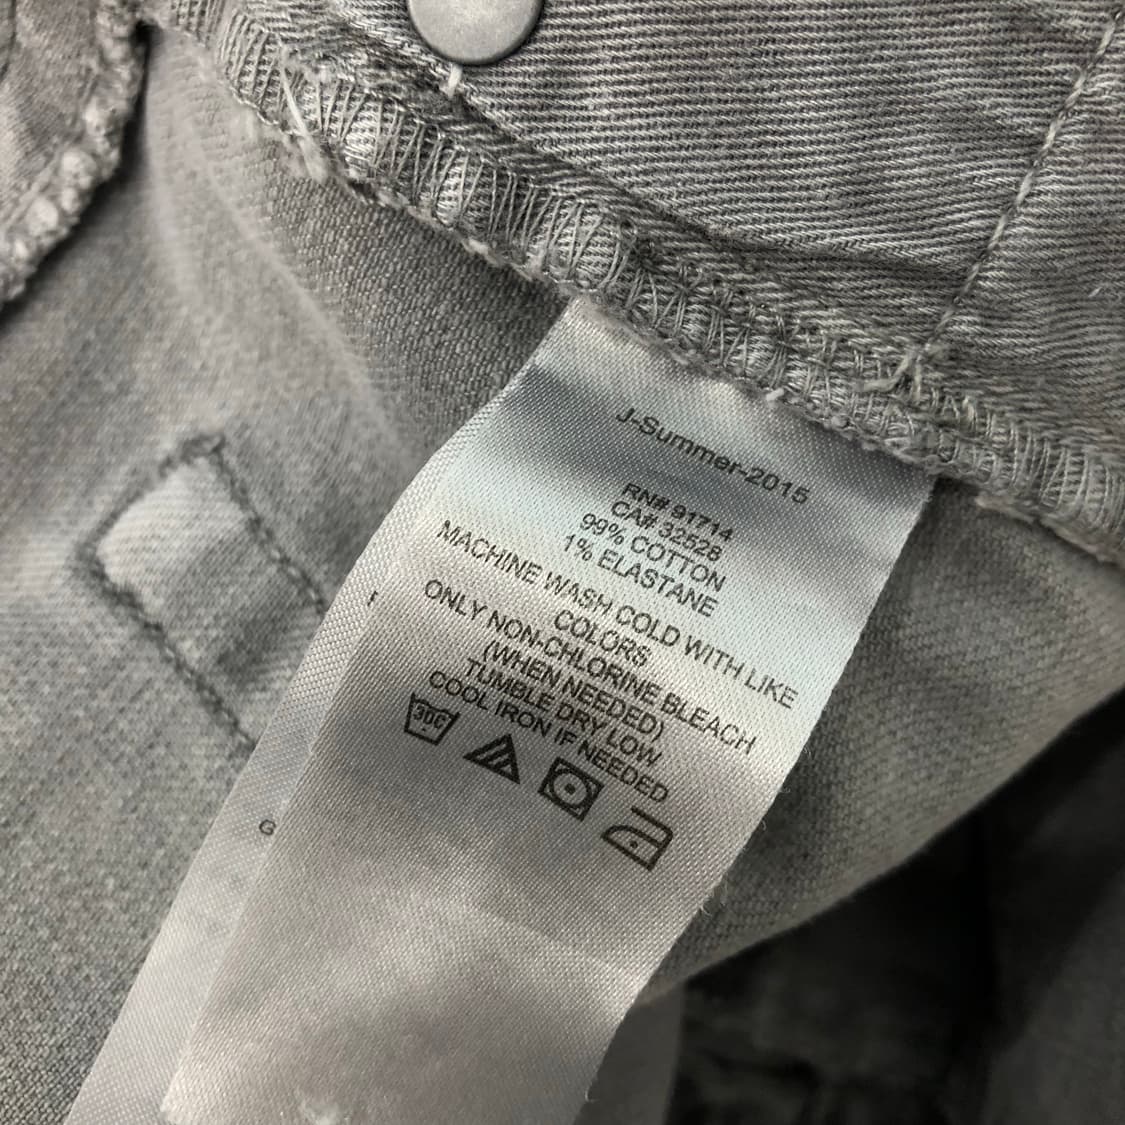 J-Summer-2015
RN# 91714
CA# 32528
99% COTTON
1% ELASTANE
MACHINE WASH COLD WITH LIKE
COLORS
ONLY NON-CHLORINE BLEACH
(WHEN NEEDED)
TUMBLE DRY LOW
COOL IRON IF NEEDED
30C
G